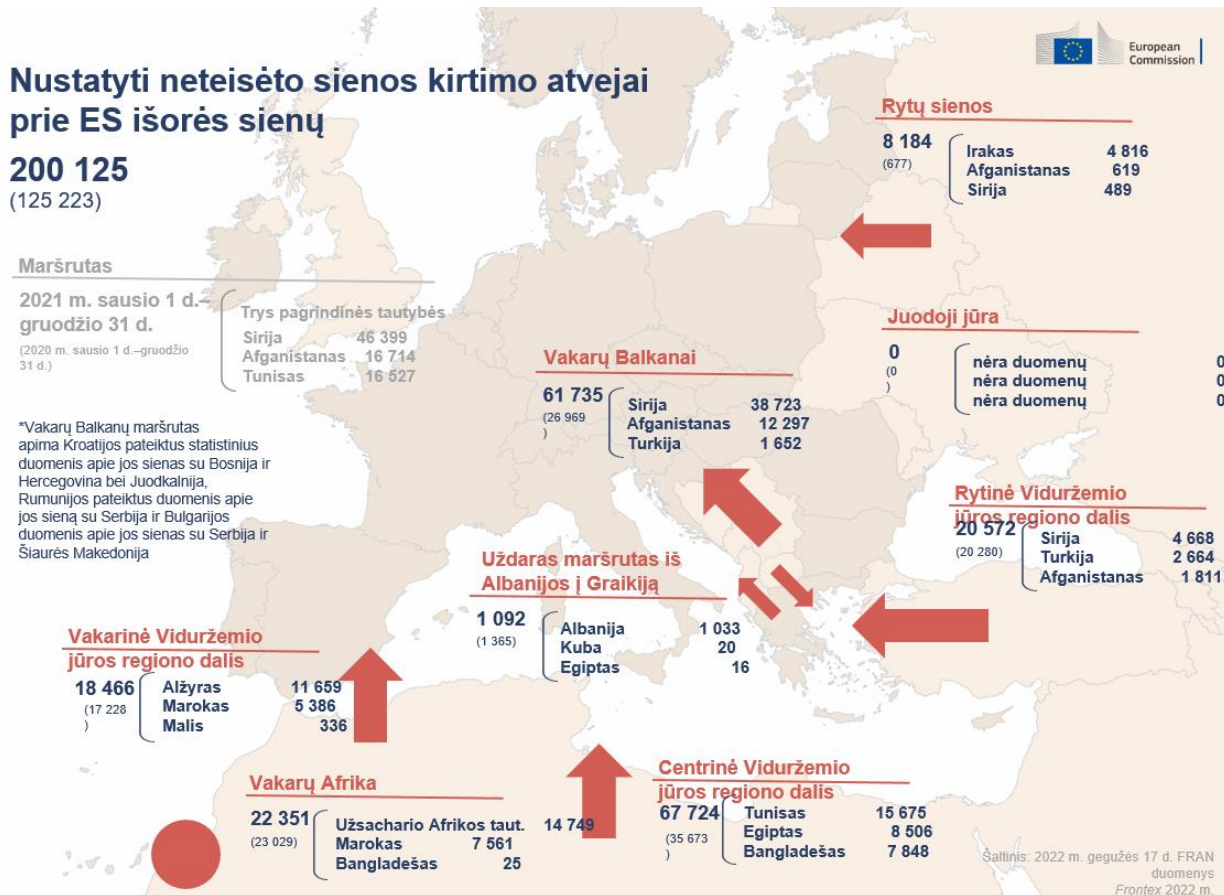 Nustatyti neteisėto sienos kirtimo atvejai
prie ES išorės sienų
200 125
(125 223)
European
Commission
Rytų sienos
8 184
(677)
Irakas 4 816
Afganistanas 619
Sirija 489
Maršrutas
2021 m. sausio 1 d.–
gruodžio 31 d.
(2020 m. sausio 1 d.–gruodžio
31 d.)
Trys pagrindinės tautybės
Sirija 46 399
Afganistanas 16 714
Tunisas 16 527
Juodoji jūra
0
(0
)
nėra duomenų 0
nėra duomenų 0
nėra duomenų 0
Vakarų Balkanai
61 735
(26 969
)
Sirija 38 723
Afganistanas 12 297
Turkija 1 652
*Vakarų Balkanų maršrutas
apima Kroatijos pateiktus statistinius
duomenis apie jos sienas su Bosnija ir
Hercegovina bei Juodkalnija,
Rumunijos pateiktus duomenis apie
jos sieną su Serbija ir Bulgarijos
duomenis apie jos sienas su Serbija ir
Šiaurės Makedonija
Rytinė Viduržemio
jūros regiono dalis
20 572
(20 280)
Sirija 4 668
Turkija 2 664
Afganistanas 1 811
Uždaras maršrutas iš
Albanijos į Graikiją
1 092
(1 365)
Albanija 1 033
Kuba 20
Egiptas 16
Vakarinė Viduržemio
jūros regiono dalis
18 466
(17 228
)
Alžyras 11 659
Marokas 5 386
Malis 336
Vakarų Afrika
22 351
(23 029)
Užsachario Afrikos taut. 14 749
Marokas 7 561
Bangladešas 25
Centrinė Viduržemio
jūros regiono dalis
67 724
(35 673
)
Tunisas 15 675
Egiptas 8 506
Bangladešas 7 848
Šaltinis: 2022 m. gegužės 17 d. FRAN
duomenys
Frontex 2022 m.